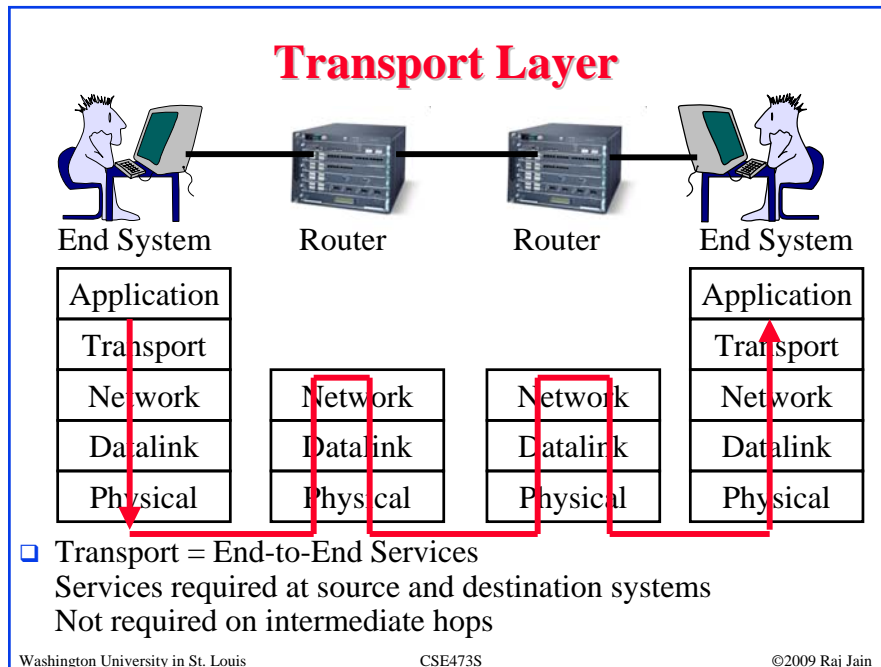 Transport Layer
End System Router Router End System
Application Application
Transport Transport
Network Network Network Network
Datalink Datalink Datalink Datalink
Physical Physical Physical Physical
Transport = End-to-End Services
Services required at source and destination systems
Not required on intermediate hops
Washington University in St. Louis CSE473S ©2009 Raj Jain